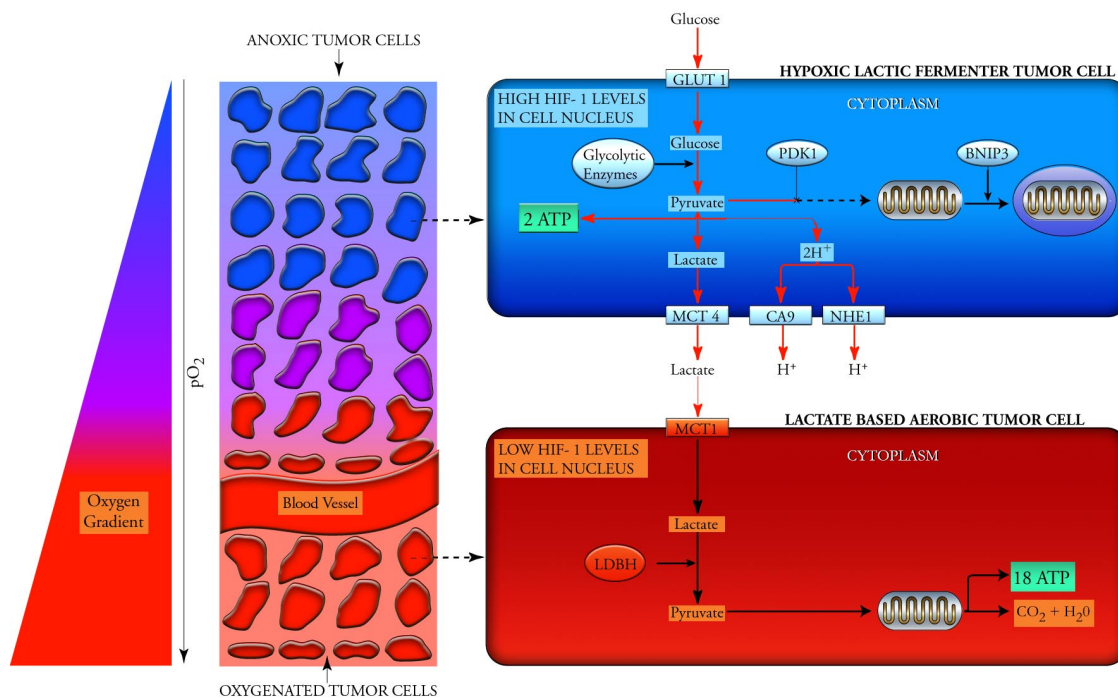 ANOXIC TUMOR CELLS
pO2
Oxygen
Gradient
Blood Vessel
OXYGENATED TUMOR CELLS
Glucose
GLUT 1
HYPOXIC LACTIC FERMENTER TUMOR CELL
HIGH HIF- 1 LEVELS
IN CELL NUCLEUS
CYTOPLASM
Glucose
Glycolytic
Enzymes
PDK1
BNIP3
Pyruvate
2 ATP
2H+
Lactate
MCT 4
CA9
NHE1
Lactate
H+
H+
MCT1
LACTATE BASED AEROBIC TUMOR CELL
LOW HIF- 1 LEVELS
IN CELL NUCLEUS
CYTOPLASM
Lactate
LDBH
Pyruvate
18 ATP
CO2 + H20